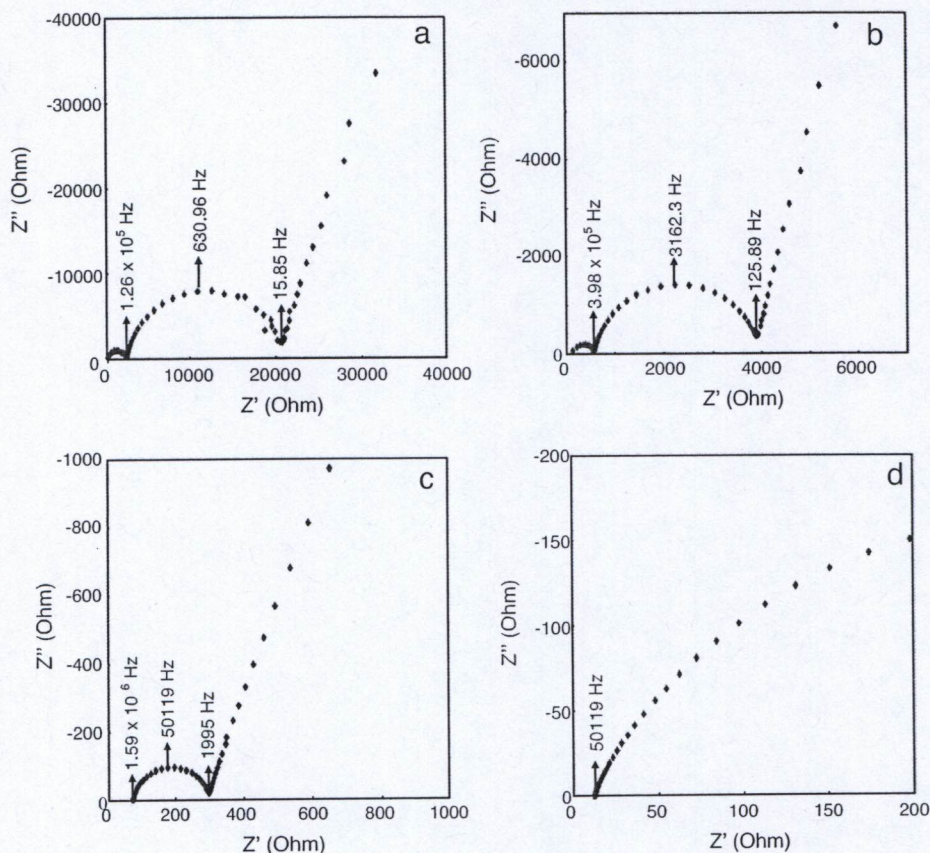 a
-40000
-30000
-20000
-10000
0
Z" (Ohm)
1.26 x 10⁵ Hz
630.96 Hz
15.85 Hz
0 10000 20000 30000 40000
Z' (Ohm)
b
-6000
-4000
-2000
0
Z" (Ohm)
3.98 x 10⁵ Hz
3162.3 Hz
125.89 Hz
0 2000 4000 6000
Z' (Ohm)
c
-1000
-800
-600
-400
-200
0
Z" (Ohm)
1.59 x 10⁻⁶ Hz
50119 Hz
1995 Hz
0 200 400 600 800 1000
Z' (Ohm)
d
-200
-150
-100
-50
0
Z" (Ohm)
50119 Hz
0 50 100 150 200
Z' (Ohm)